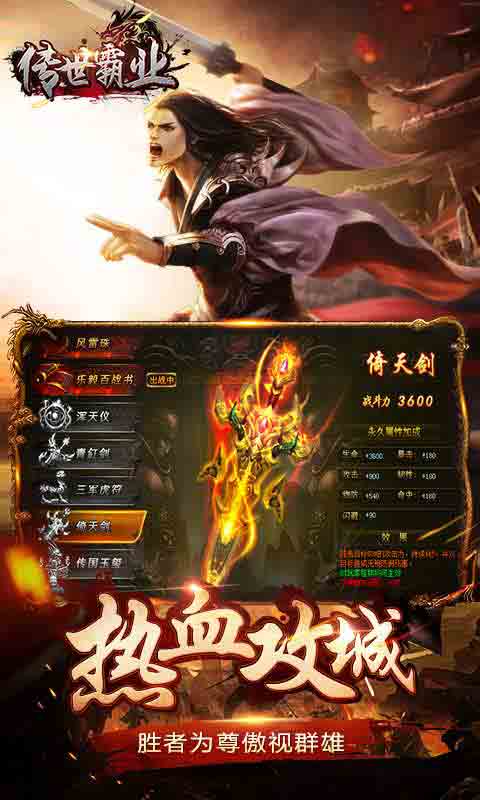 传世霸业
风雷珠
乐毅百战书
出战中
浑天仪
青釭剑
三军虎符
倚天剑
传国玉玺
倚天剑
战斗力 3600
永久属性加成
生命 +3600
暴击 +180
攻击 +900
韧性 +180
物防 +540
命中 +180
闪避 +90
效果
热血攻城
胜者为尊傲视群雄